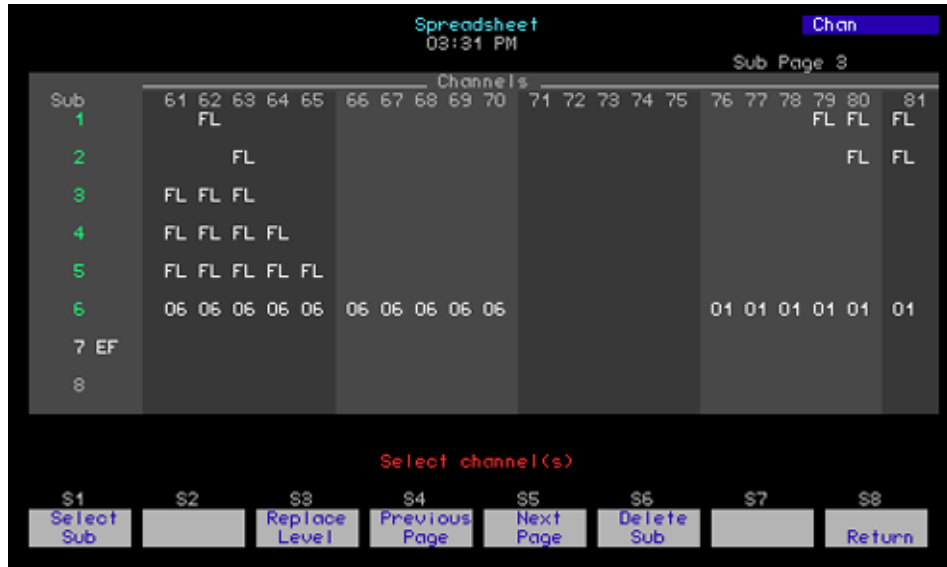 Spreadsheet Chan
03:31 PM
Sub Page 3
Channels
Sub 61 62 63 64 65 66 67 68 69 70 71 72 73 74 75 76 77 78 79 80 81
1 FL FL FL FL
2 FL FL FL
3 FL FL FL
4 FL FL FL FL
5 FL FL FL FL FL
6 06 06 06 06 06 06 06 06 06 06 01 01 01 01 01 01
7 EF
8
Select channel(s)
S1 S2 S3 S4 S5 S6 S7 S8
Select Replace Previous Next Delete
Sub Level Page Page Sub Return